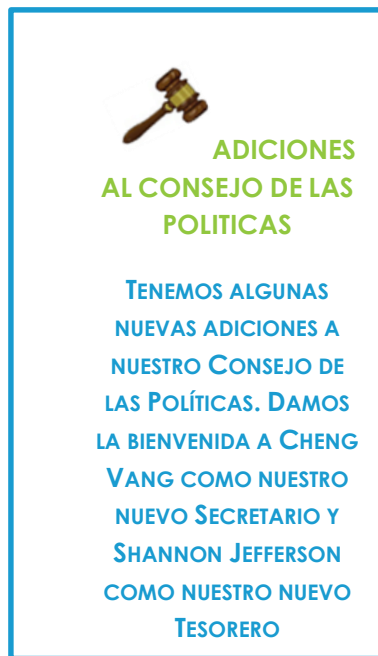 ADICIONES
AL CONSEJO DE LAS
POLITICAS
TENEMOS ALGUNAS
NUEVAS ADICIONES A
NUESTRO CONSEJO DE
LAS POLÍTICAS. DAMOS
LA BIENVENIDA A CHENG
VANG COMO NUESTRO
NUEVO SECRETARIO Y
SHANNON JEFFERSON
COMO NUESTRO NUEVO
TESORERO